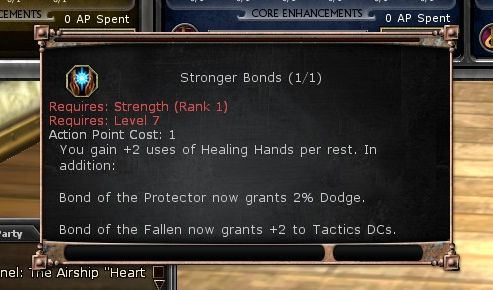 CEMENTS
0 AP Spent
CORE ENHANCEMENTS
0 AP Spent
Stronger Bonds (1/1)
Requires: Strength (Rank 1)
Requires: Level 7
Action Point Cost: 1
You gain +2 uses of Healing Hands per rest. In
addition:
Bond of the Protector now grants 2% Dodge.
Bond of the Fallen now grants +2 to Tactics DCs.
Party
nel: The Airship "Heart